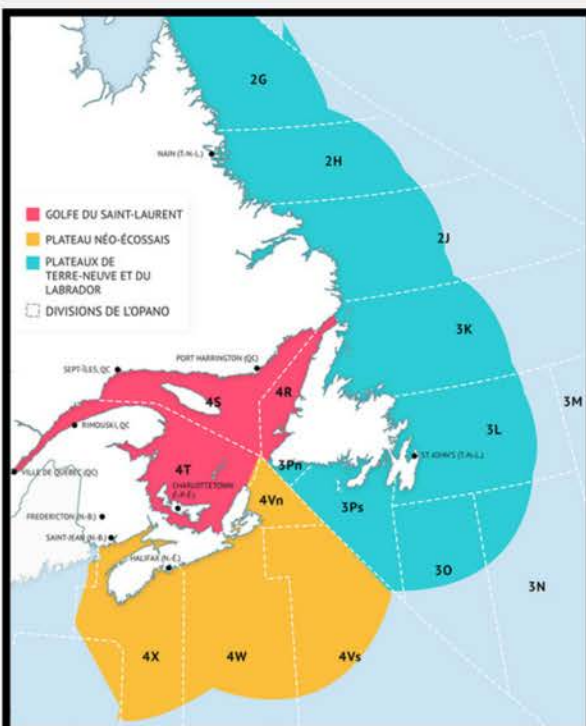 2G
NAIN (T.-N.-L.)
2H
GOLFE DU SAINT-LAURENT
PLATEAU NÉO-ÉCOSSAIS
PLATEAUX DE
TERRE-NEUVE ET DU
LABRADOR
DIVISIONS DE L'OPANO
2J
3K
PORT HARRINGTON (QC)
SEPT-ÎLES, QC
4S
4R
3M
3L
RIMOUSKI, QC
ST JOHN'S (T.-N.-L.)
4T
3Pn
VILLE DE QUÉBEC (QC)
CHARLOTTETOWN
(Î.-P.-É.)
4Vn
3Ps
FREDERICTON (N.-B.)
SAINT-JEAN (N.-B.)
HALIFAX (N.-É.)
3O
3N
4X
4W
4Vs